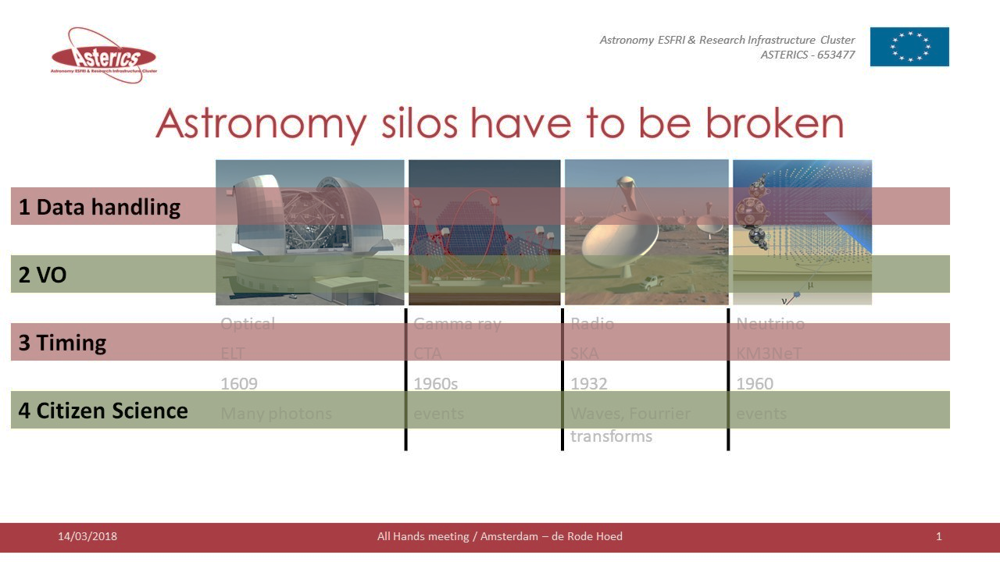 Asterics
Astronomy ESFRI & Research Infrastructure Cluster
Astronomy ESFRI & Research Infrastructure Cluster
ASTERICS - 653477
Astronomy silos have to be broken
1 Data handling
2 VO
μ
ν
Optical
Gamma ray
Radio
Neutrino
3 Timing
ELT
CTA
SKA
KM3NeT
1609
1960s
1932
1960
4 Citizen Science
Many photons
events
Waves, Fourrier
transforms
events
14/03/2018
All Hands meeting / Amsterdam – de Rode Hoed
1